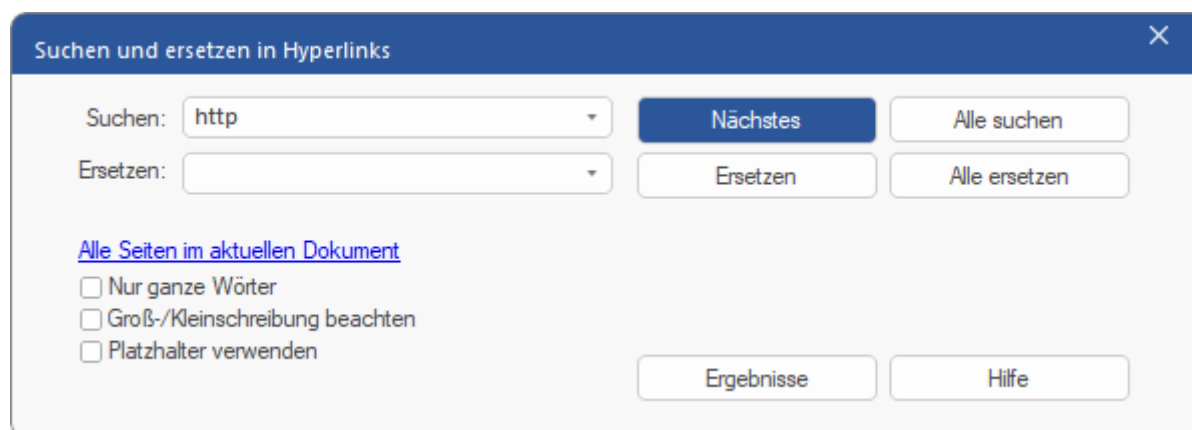 Suchen und ersetzen in Hyperlinks
Suchen: http Nächstes Alle suchen
Ersetzen: Ersetzen Alle ersetzen
Alle Seiten im aktuellen Dokument
Nur ganze Wörter
Groß-/Kleinschreibung beachten
Platzhalter verwenden
Ergebnisse Hilfe